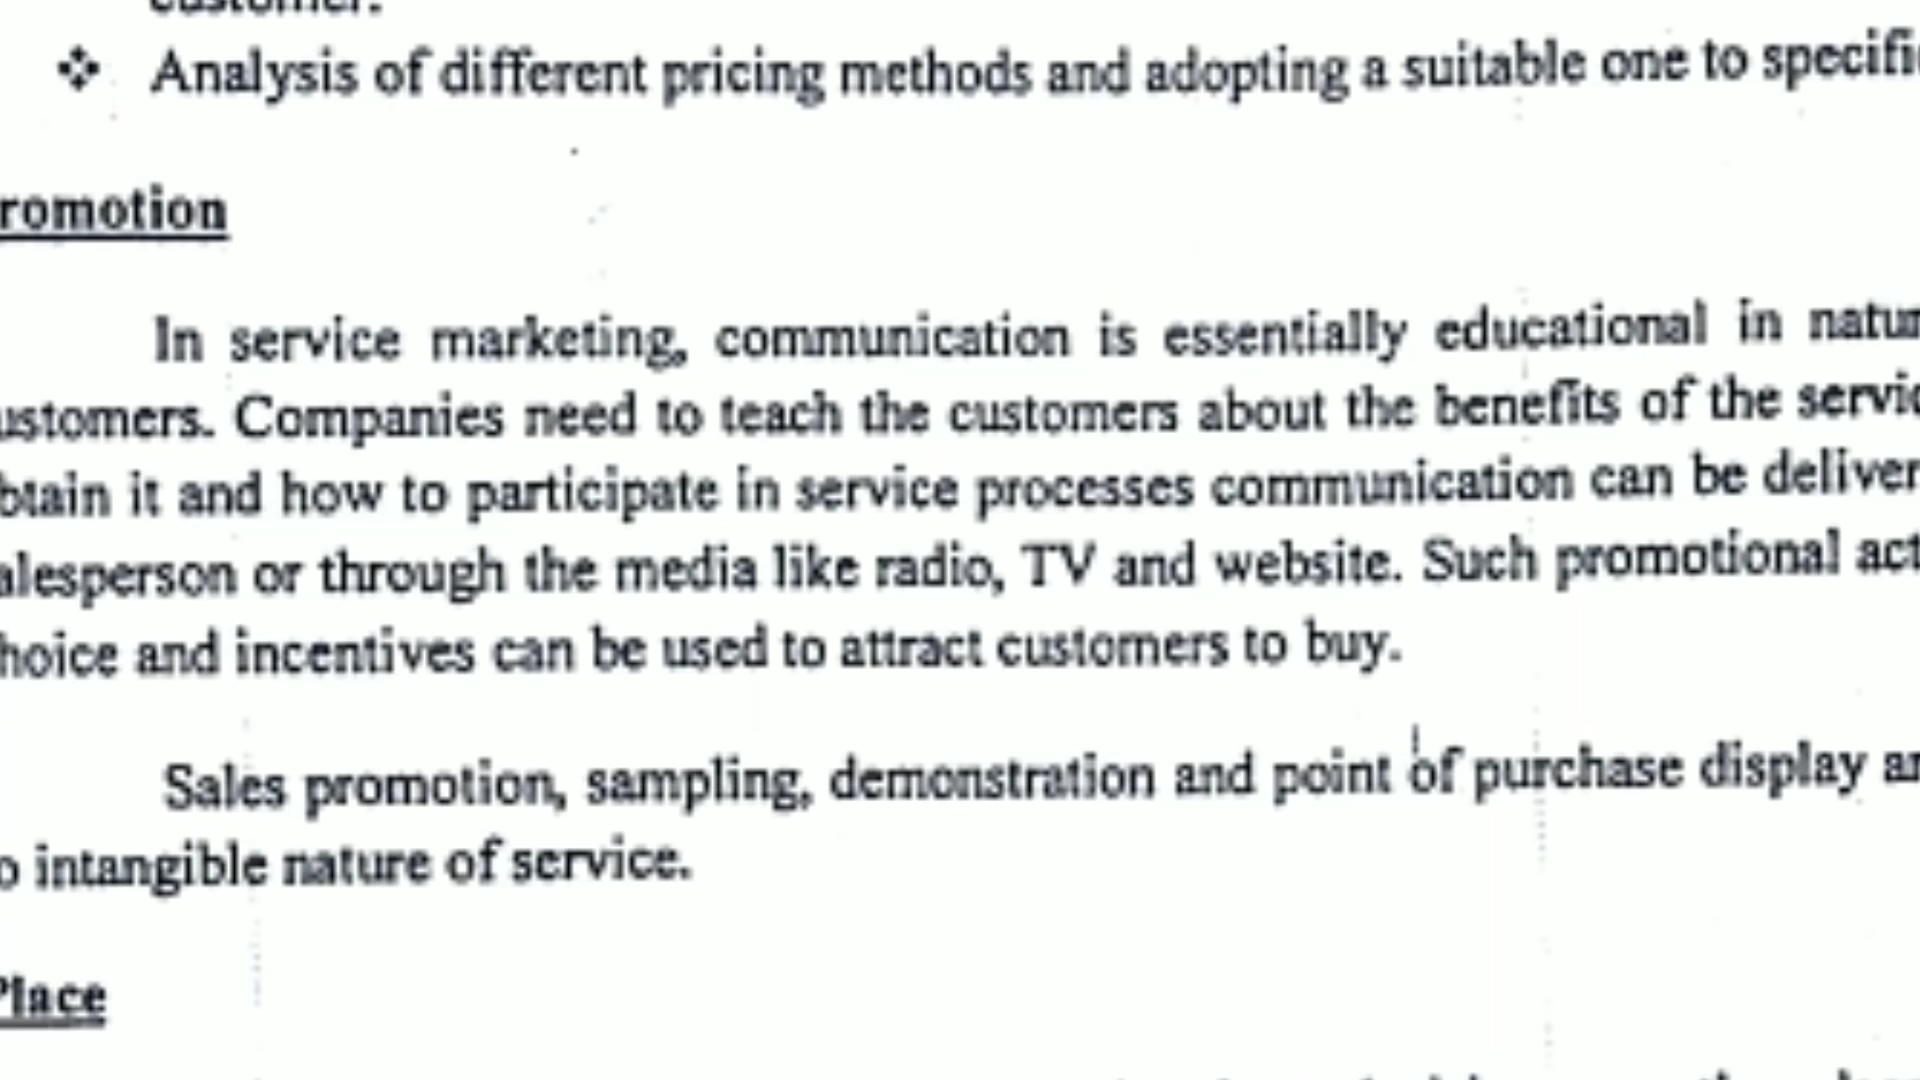 customer.
❖ Analysis of different pricing methods and adopting a suitable one to specific
romotion
In service marketing, communication is essentially educational in natur
ustomers. Companies need to teach the customers about the benefits of the servic
btain it and how to participate in service processes communication can be deliver
alesperson or through the media like radio, TV and website. Such promotional act
hoice and incentives can be used to attract customers to buy.
Sales promotion, sampling, demonstration and point of purchase display ar
o intangible nature of service.
Place